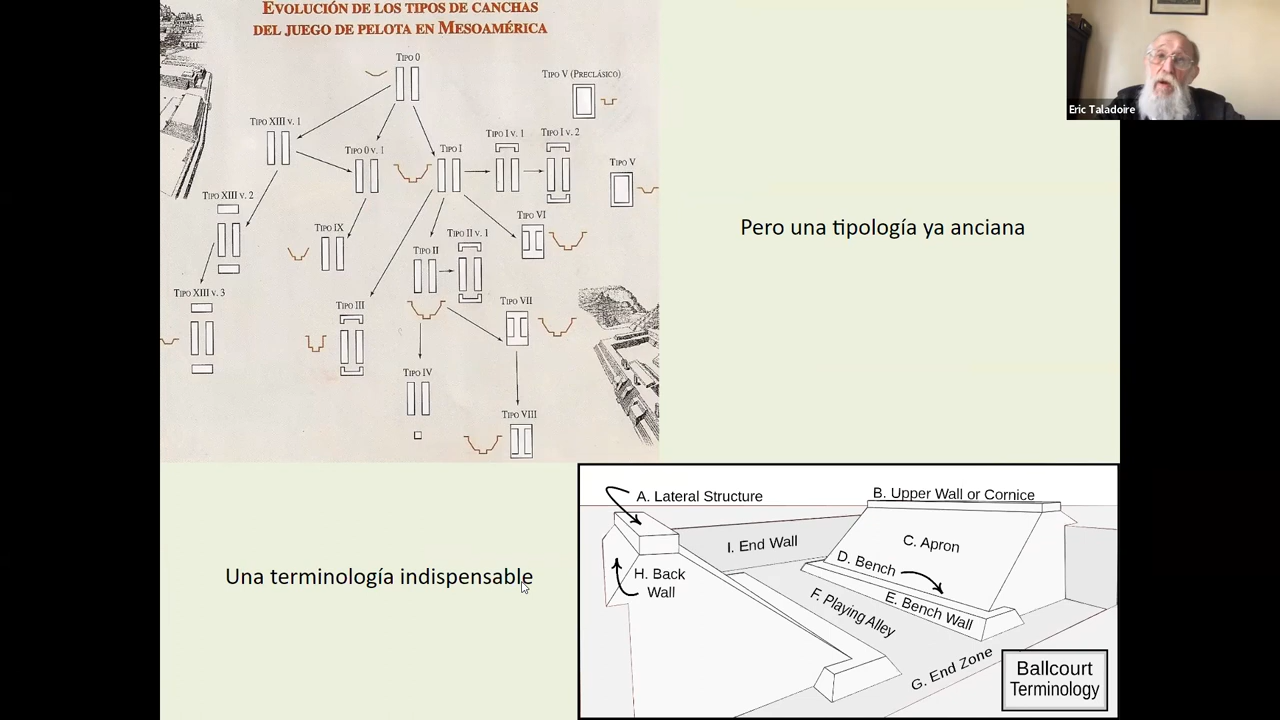 EVOLUCIÓN DE LOS TIPOS DE CANCHAS
DEL JUEGO DE PELOTA EN MESOAMÉRICA
TIPO 0
TIPO V (PRECLÁSICO)
TIPO XIII v. 1
TIPO 0 v. 1
TIPO I
TIPO I v. 1
TIPO I v. 2
TIPO V
TIPO XIII v. 2
TIPO IX
TIPO II
TIPO II v. 1
TIPO VI
TIPO XIII v. 3
TIPO III
TIPO VII
TIPO IV
TIPO VIII
Eric Taladoire
Pero una tipología ya anciana
Una terminología indispensable
A. Lateral Structure
B. Upper Wall or Cornice
I. End Wall
C. Apron
D. Bench
H. Back
Wall
E. Bench Wall
F. Playing Alley
G. End Zone
Ballcourt
Terminology